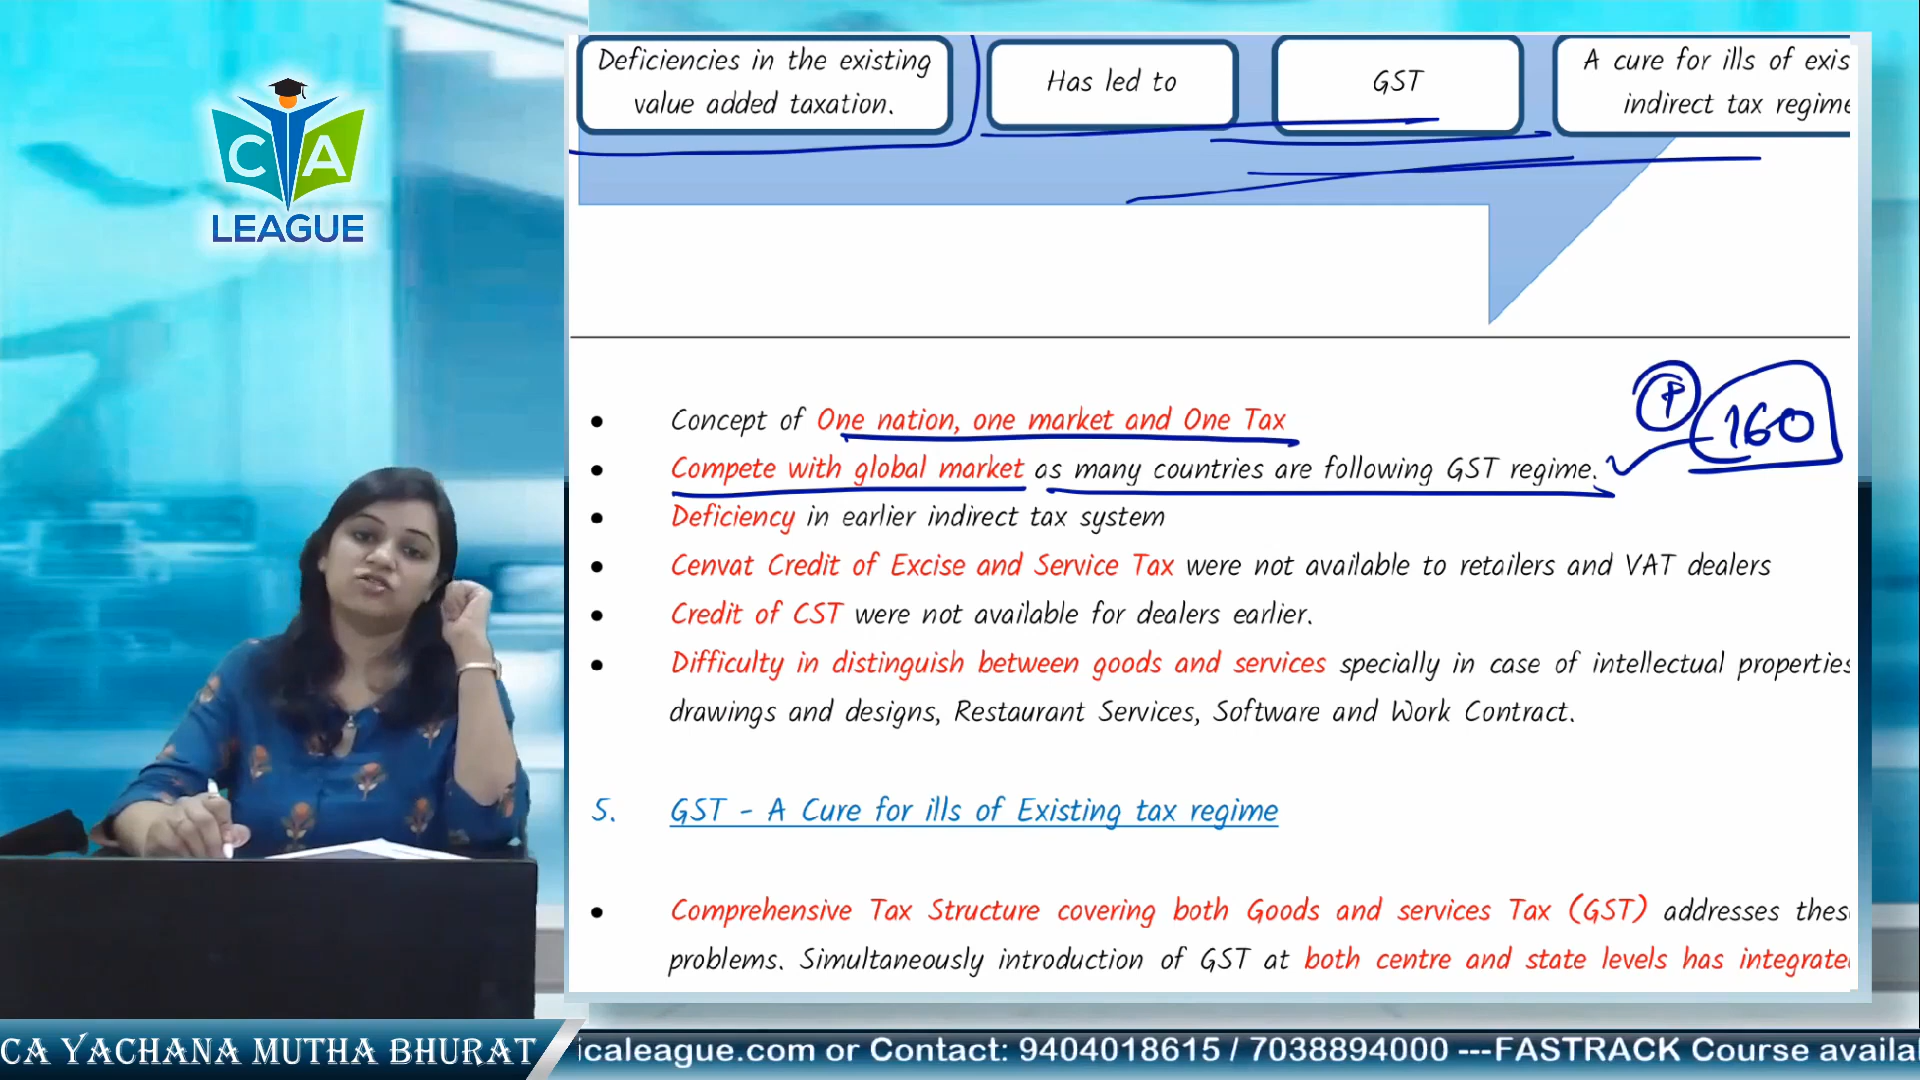 Deficiencies in the existing
value added taxation.
Has led to
GST
A cure for ills of exis
indirect tax regime
CA
LEAGUE
P
160
• Concept of One nation, one market and One Tax
• Compete with global market as many countries are following GST regime.
• Deficiency in earlier indirect tax system
• Cenvat Credit of Excise and Service Tax were not available to retailers and VAT dealers
• Credit of CST were not available for dealers earlier.
• Difficulty in distinguish between goods and services specially in case of intellectual properties
drawings and designs, Restaurant Services, Software and Work Contract.
5. GST - A Cure for ills of Existing tax regime
• Comprehensive Tax Structure covering both Goods and services Tax (GST) addresses thes
problems. Simultaneously introduction of GST at both centre and state levels has integrate
CA YACHANA MUTHA BHURAT
icaleague.com or Contact: 9404018615 / 7038894000 ---FASTRACK Course availa